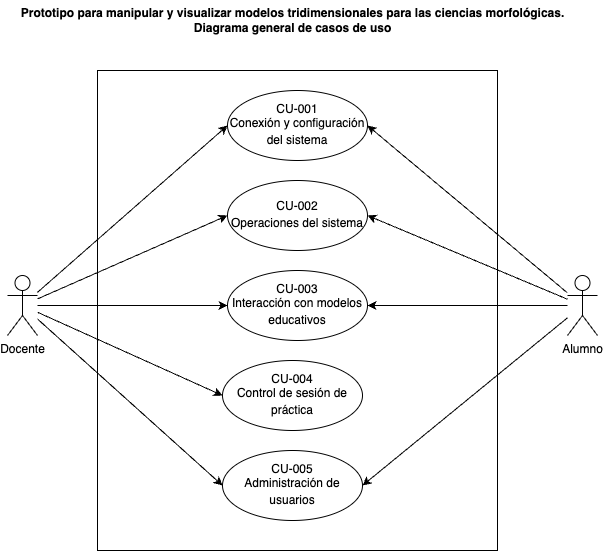 Prototipo para manipular y visualizar modelos tridimensionales para las ciencias morfológicas.
Diagrama general de casos de uso
CU-001
Conexión y configuración
del sistema
CU-002
Operaciones del sistema
CU-003
Interacción con modelos
educativos
Docente
Alumno
CU-004
Control de sesión de
práctica
CU-005
Administración de
usuarios